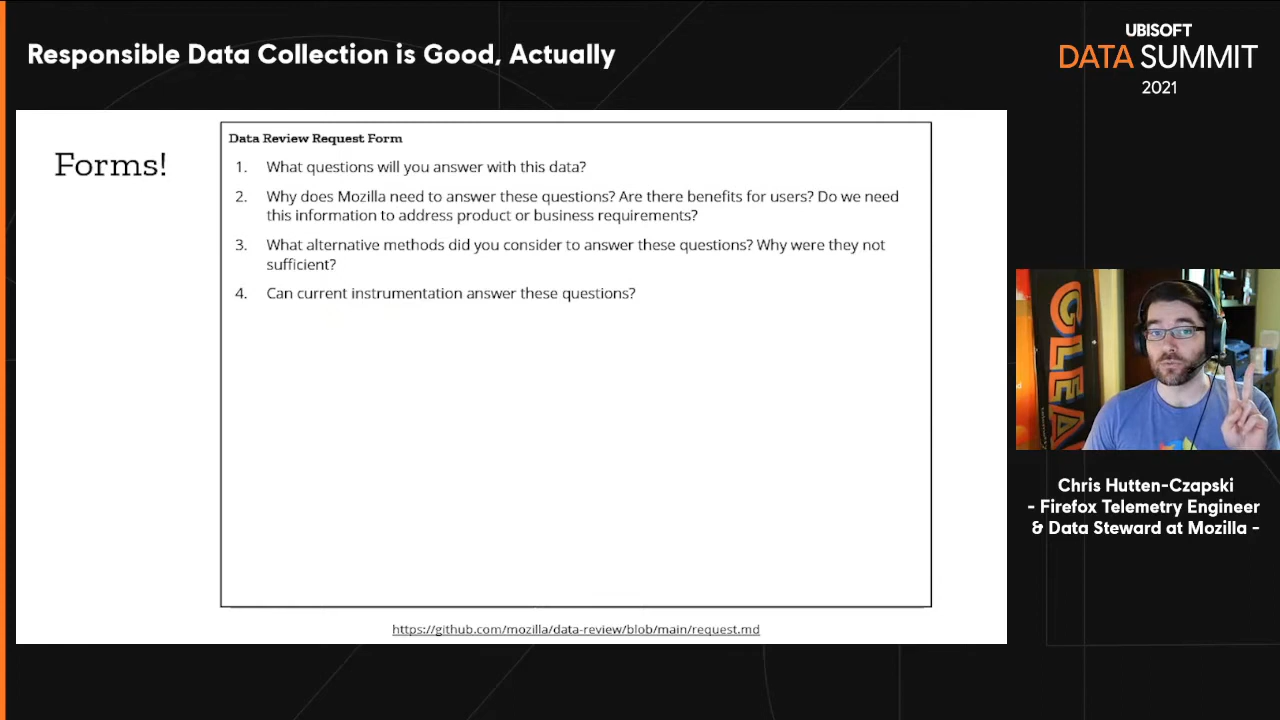 Responsible Data Collection is Good, Actually
UBISOFT
DATA SUMMIT
2021
Forms!
Data Review Request Form
1. What questions will you answer with this data?
2. Why does Mozilla need to answer these questions? Are there benefits for users? Do we need
this information to address product or business requirements?
3. What alternative methods did you consider to answer these questions? Why were they not
sufficient?
4. Can current instrumentation answer these questions?
https://github.com/mozilla/data-review/blob/main/request.md
GLEA
Chris Hutten-Czapski
- Firefox Telemetry Engineer
& Data Steward at Mozilla -